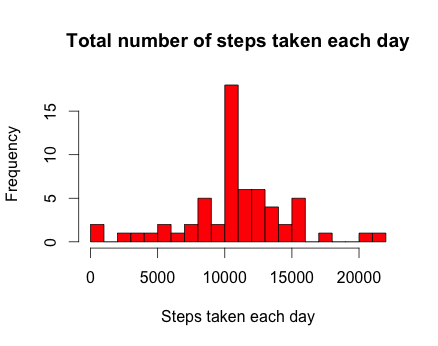 Total number of steps taken each day
Frequency
15
10
5
0
0 5000 10000 15000 20000
Steps taken each day